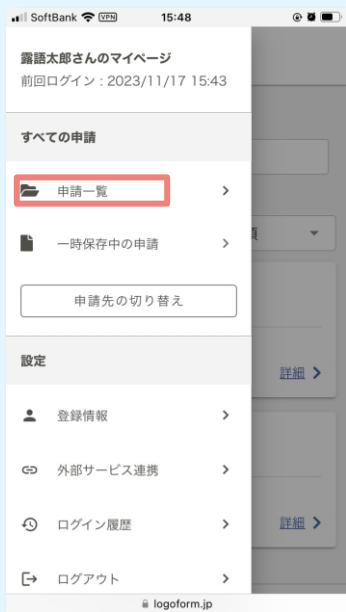 SoftBank VPN 15:48
露語太郎さんのマイページ
前回ログイン : 2023/11/17 15:43
すべての申請
申請一覧
一時保存中の申請
申請先の切り替え
設定
詳細
登録情報
外部サービス連携
ログイン履歴
詳細
ログアウト
logoform.jp